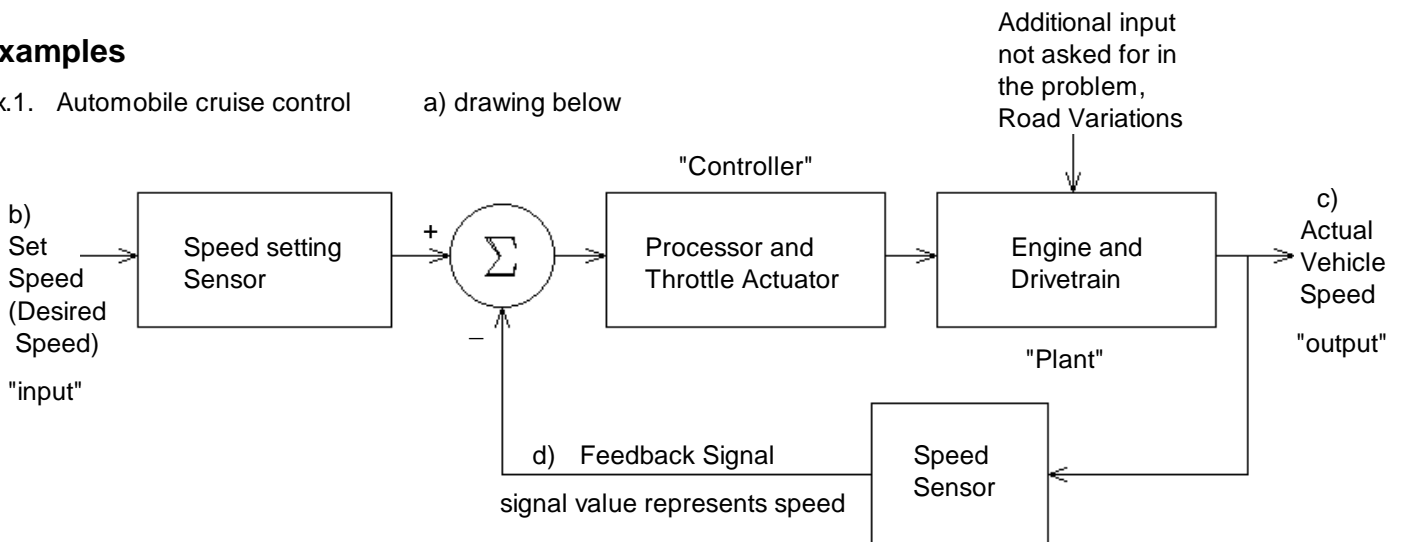 xamples
x.1. Automobile cruise control a) drawing below
Additional input
not asked for in
the problem,
Road Variations
"Controller"
b)
Set
Speed
(Desired
Speed)
"input"
Speed setting
Sensor
+
Σ
−
Processor and
Throttle Actuator
Engine and
Drivetrain
"Plant"
c)
Actual
Vehicle
Speed
"output"
d) Feedback Signal
signal value represents speed
Speed
Sensor